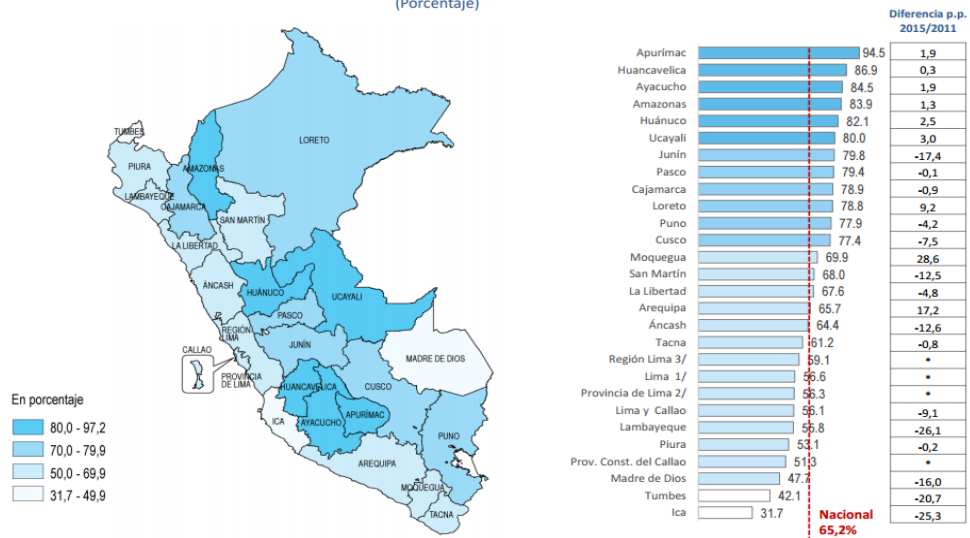 (Porcentaje)
TUMBES
PIURA
LAMBAYEQUE
CAJAMARCA
AMAZONAS
LORETO
SAN MARTÍN
LA LIBERTAD
ÁNCASH
HUÁNUCO
UCAYALI
PASCO
REGIÓN
LIMA
JUNÍN
CALLAO
PROVINCIA
DE LIMA
MADRE DE DIOS
HUANCAVELICA
CUSCO
ICA
AYACUCHO
APURÍMAC
PUNO
AREQUIPA
MOQUEGUA
TACNA
En porcentaje
80,0 - 97,2
70,0 - 79,9
50,0 - 69,9
31,7 - 49,9
Diferencia p.p.
2015/2011
Apurímac 94.5 1,9
Huancavelica 86.9 0,3
Ayacucho 84.5 1,9
Amazonas 83.9 1,3
Huánuco 82.1 2,5
Ucayali 80.0 3,0
Junín 79.8 -17,4
Pasco 79.4 -0,1
Cajamarca 78.9 -0,9
Loreto 78.8 9,2
Puno 77.9 -4,2
Cusco 77.4 -7,5
Moquegua 69.9 28,6
San Martín 68.0 -12,5
La Libertad 67.6 -4,8
Arequipa 65.7 17,2
Áncash 64.4 -12,6
Tacna 61.2 -0,8
Región Lima 3/ 59.1 *
Lima 1/ 56.6 *
Provincia de Lima 2/ 56.3 *
Lima y Callao 56.1 -9,1
Lambayeque 55.8 -26,1
Piura 53.1 -0,2
Prov. Const. del Callao 51.3 *
Madre de Dios 47.7 -16,0
Tumbes 42.1 -20,7
Ica 31.7 -25,3
Nacional
65,2%